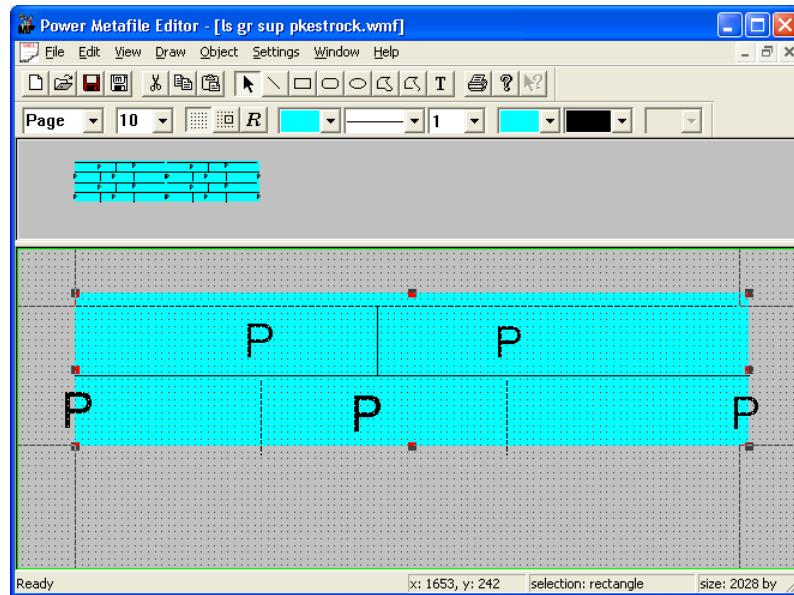 Power Metafile Editor - [ls gr sup pkestrock.wmf]
File Edit View Draw Object Settings Window Help
T
Page 10 R 1
P P
P P P
Ready x: 1653, y: 242 selection: rectangle size: 2028 by